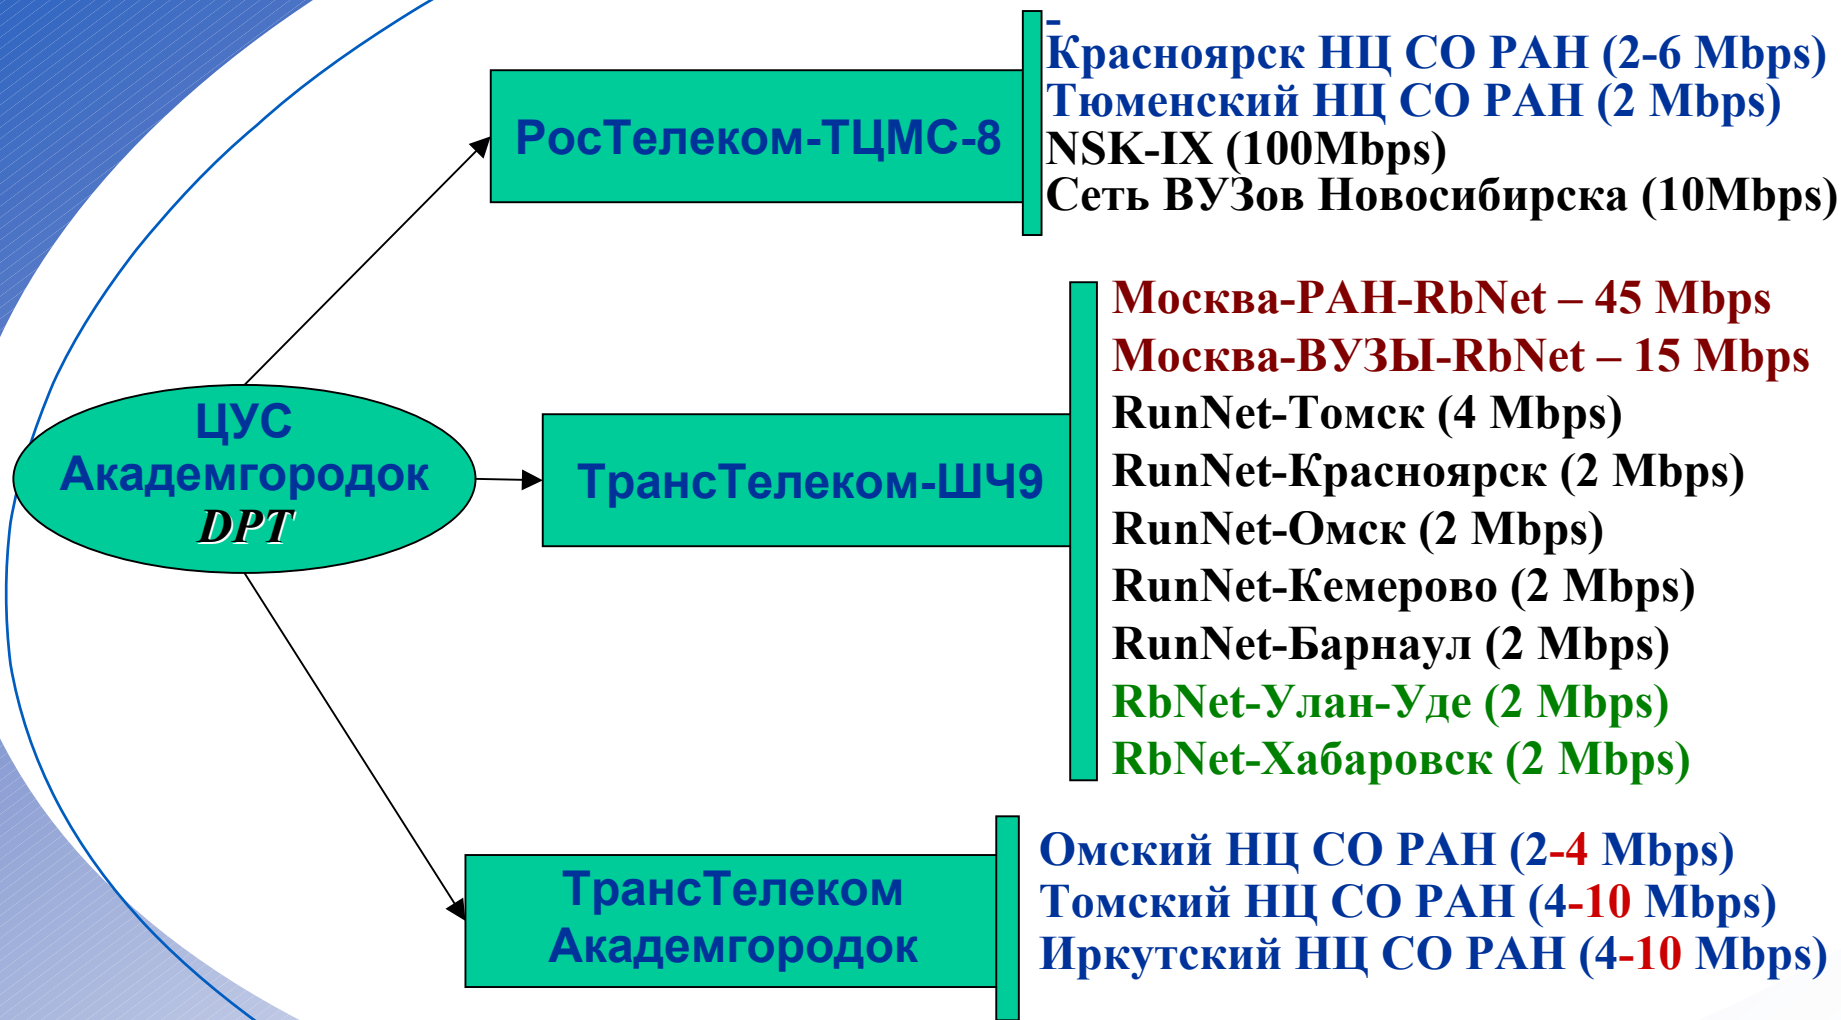 -
Красноярск НЦ СО РАН (2-6 Mbps)
Тюменский НЦ СО РАН (2 Mbps)
NSK-IX (100Mbps)
Сеть ВУЗов Новосибирска (10Mbps)
РосТелеком-ТЦМС-8
Москва-РАН-RbNet – 45 Mbps
Москва-ВУЗЫ-RbNet – 15 Mbps
RunNet-Томск (4 Mbps)
RunNet-Красноярск (2 Mbps)
RunNet-Омск (2 Mbps)
RunNet-Кемерово (2 Mbps)
RunNet-Барнаул (2 Mbps)
RbNet-Улан-Уде (2 Mbps)
RbNet-Хабаровск (2 Mbps)
ЦУС
Академгородок
DPT
ТрансТелеком-ШЧ9
ТрансТелеком
Академгородок
Омский НЦ СО РАН (2-4 Mbps)
Томский НЦ СО РАН (4-10 Mbps)
Иркутский НЦ СО РАН (4-10 Mbps)